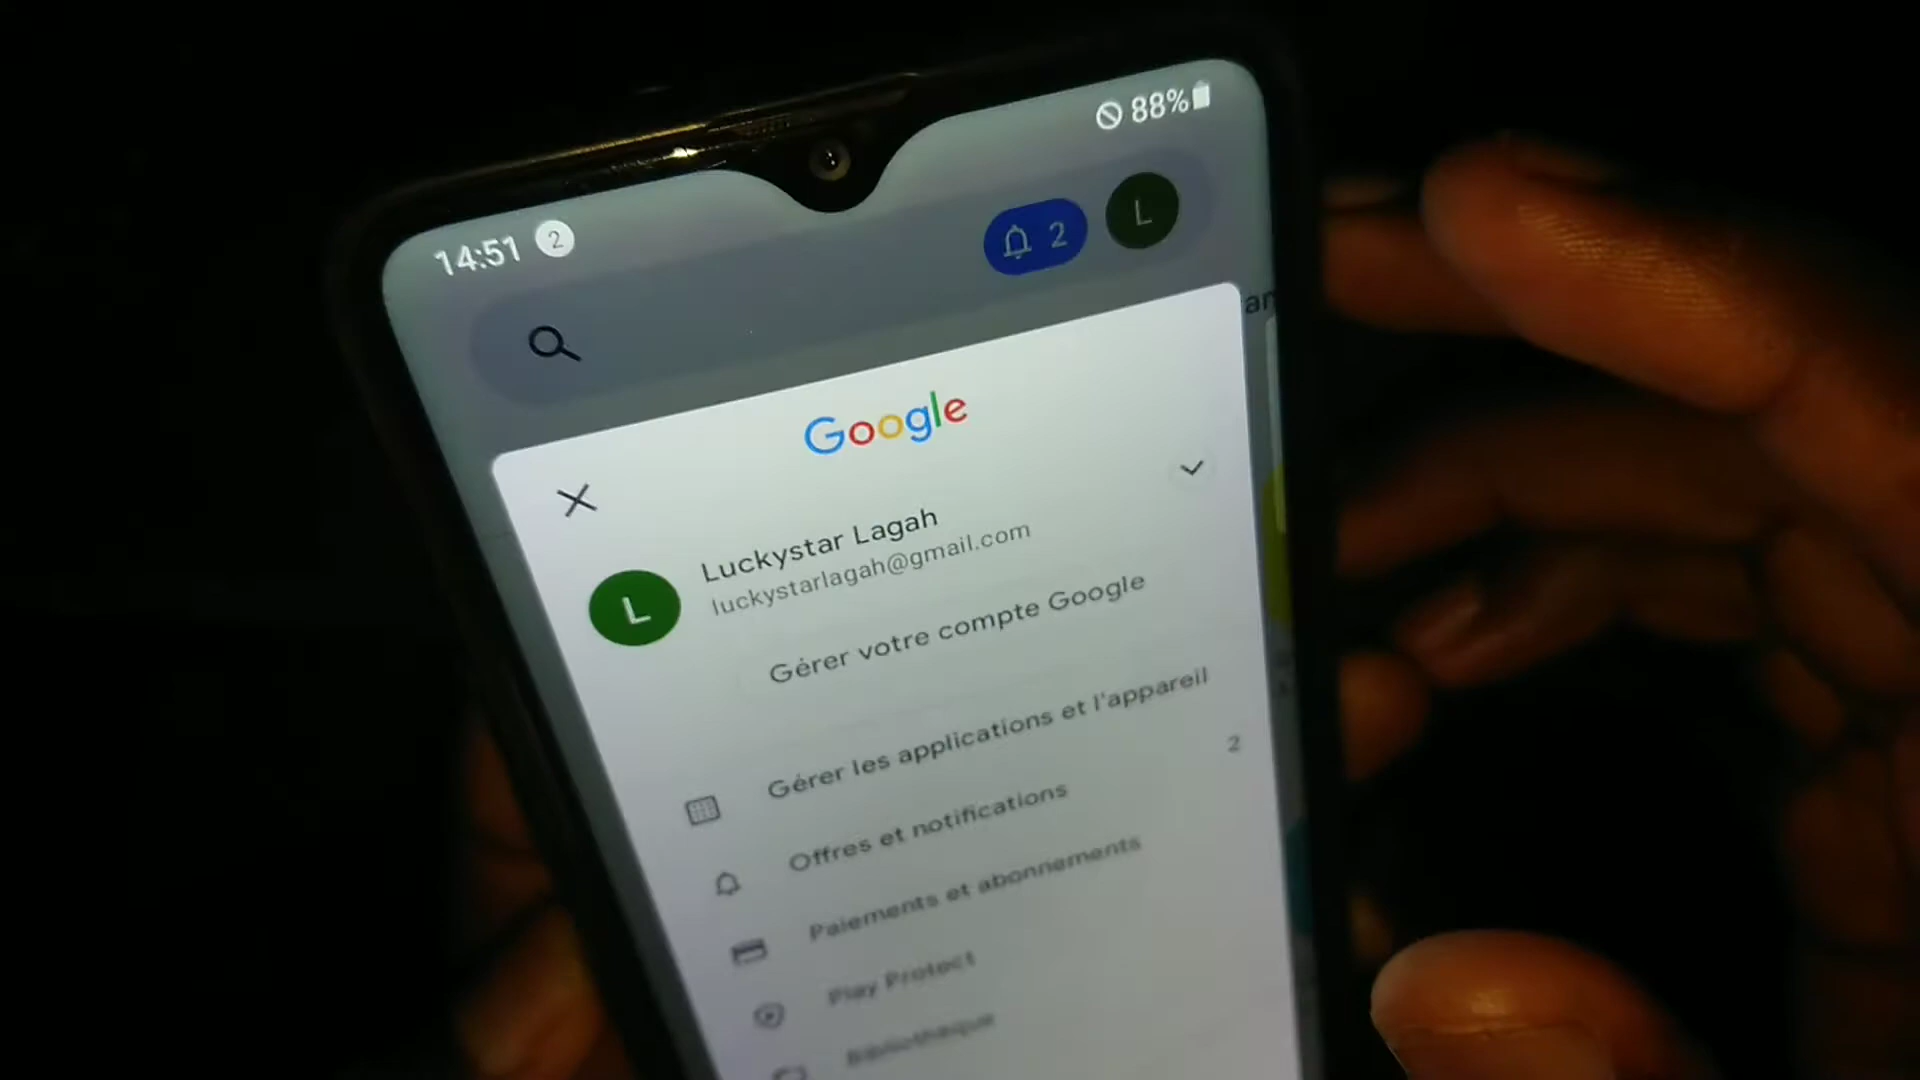 14:51 2
88%
2 L
an
Google
Luckystar Lagah
luckystarlagah@gmail.com
L
Gérer votre compte Google
Gérer les applications et l'appareil
Offres et notifications 2
Paiements et abonnements
Play Protect
Bibliothèque